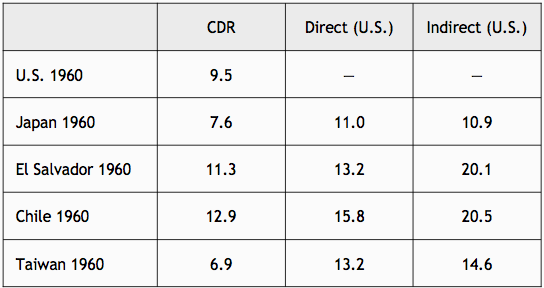 CDR Direct (U.S.) Indirect (U.S.)
U.S. 1960 9.5 — —
Japan 1960 7.6 11.0 10.9
El Salvador 1960 11.3 13.2 20.1
Chile 1960 12.9 15.8 20.5
Taiwan 1960 6.9 13.2 14.6